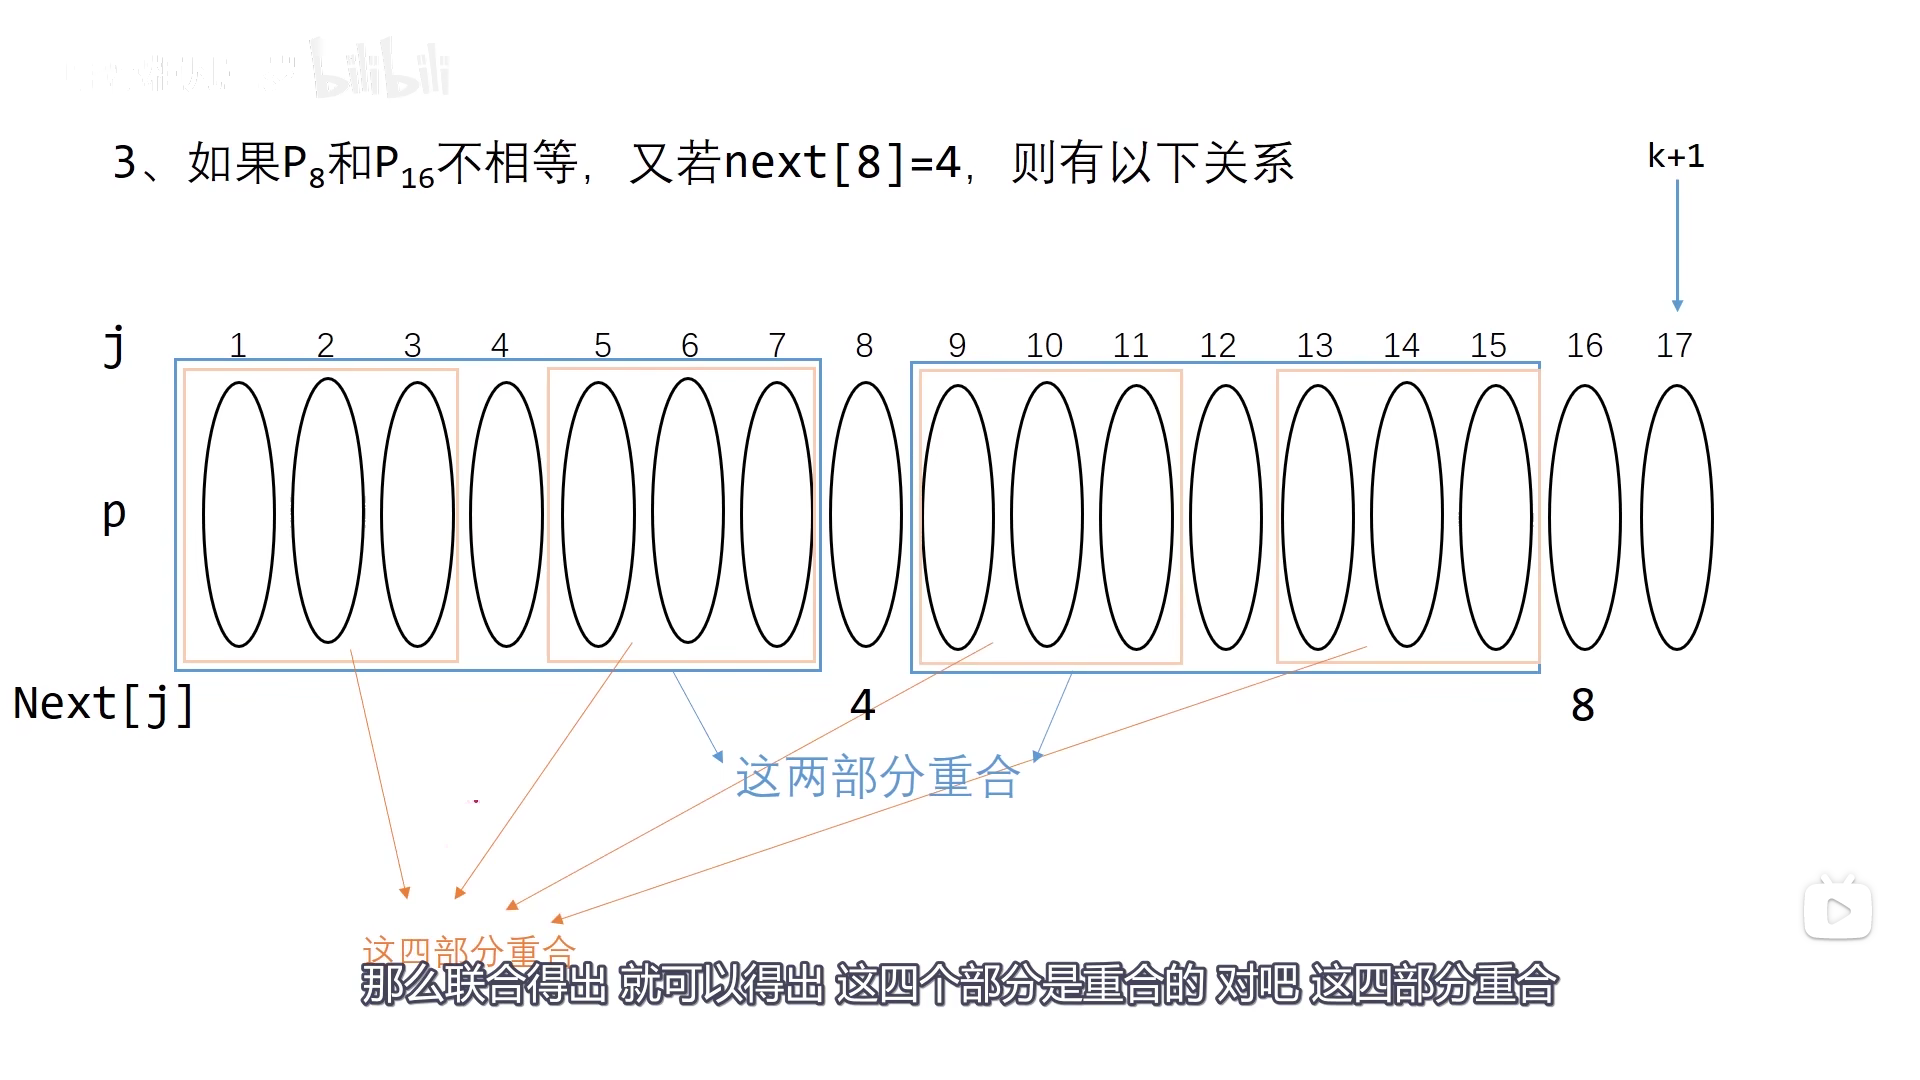 bilibili
3、如果P8和P16不相等，又若next[8]=4，则有以下关系
k+1
j 1 2 3 4 5 6 7 8 9 10 11 12 13 14 15 16 17
p
Next[j] 4 8
这两部分重合
这四部分重合
那么联合得出 就可以得出 这四个部分是重合的 对吧 这四部分重合